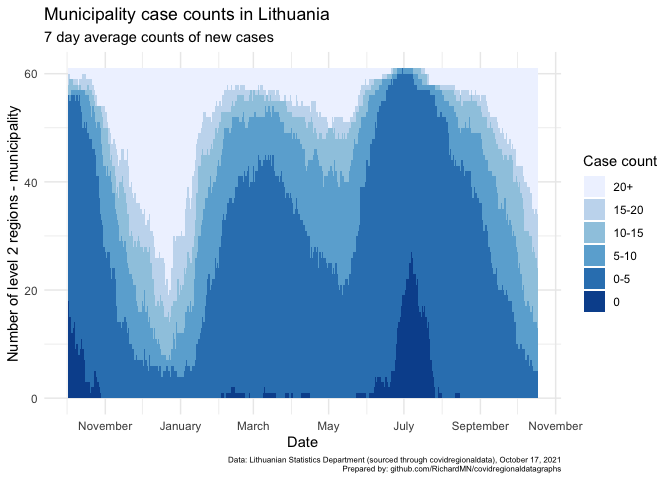 Municipality case counts in Lithuania
7 day average counts of new cases
Number of level 2 regions - municipality
60
40
20
0
November
January
March
May
July
September
November
Date
Case count
20+
15-20
10-15
5-10
0-5
0
Data: Lithuanian Statistics Department (sourced through covidregionaldata), October 17, 2021
Prepared by: github.com/RichardMN/covidregionaldatagraphs